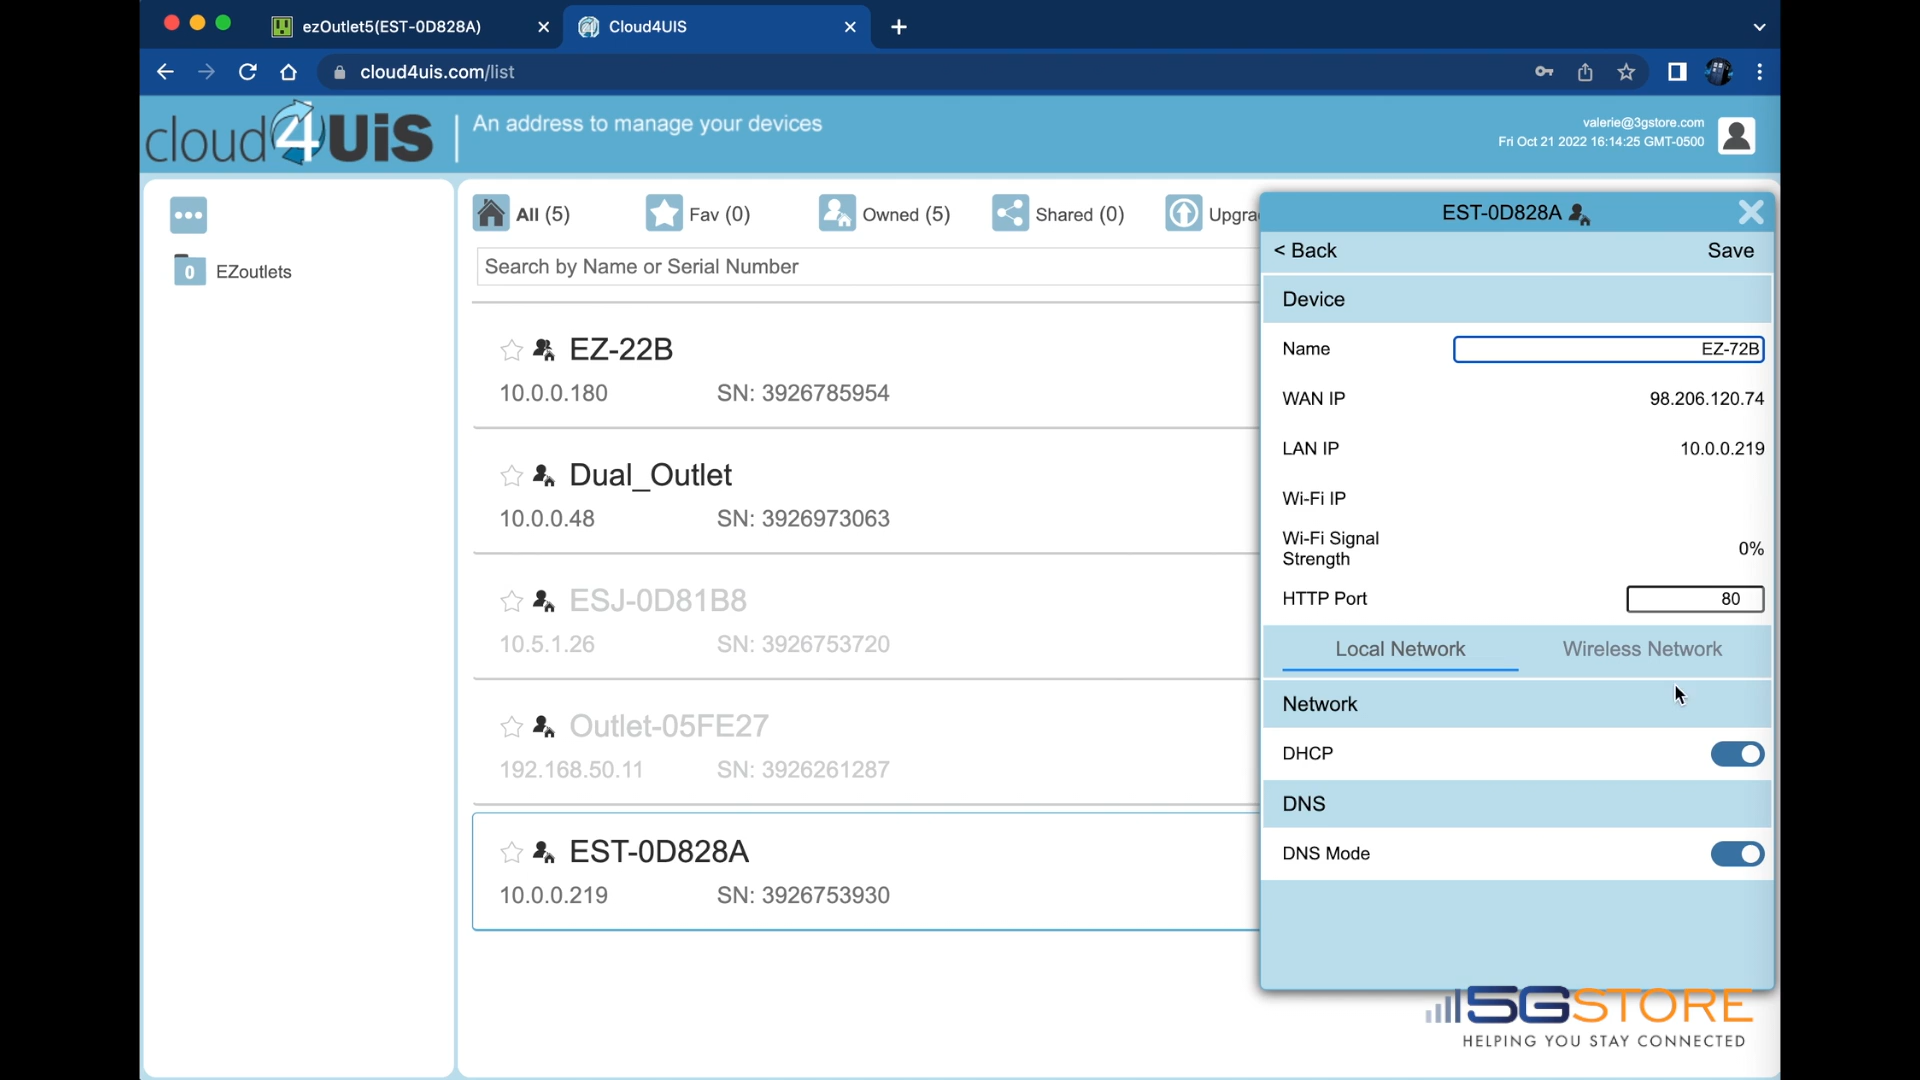 ezOutlet5(EST-0D828A)
Cloud4UIS
cloud4uis.com/list
cloud4UiS
An address to manage your devices
valerie@3gstore.com
Fri Oct 21 2022 16:14:25 GMT-0500
All (5)
Fav (0)
Owned (5)
Shared (0)
Upgra
0 EZoutlets
Search by Name or Serial Number
EZ-22B
10.0.0.180 SN: 3926785954
Dual_Outlet
10.0.0.48 SN: 3926973063
ESJ-0D81B8
10.5.1.26 SN: 3926753720
Outlet-05FE27
192.168.50.11 SN: 3926261287
EST-0D828A
10.0.0.219 SN: 3926753930
EST-0D828A
< Back Save
Device
Name EZ-72B
WAN IP 98.206.120.74
LAN IP 10.0.0.219
Wi-Fi IP
Wi-Fi Signal
Strength 0%
HTTP Port 80
Local Network Wireless Network
Network
DHCP
DNS
DNS Mode
5GSTORE
HELPING YOU STAY CONNECTED